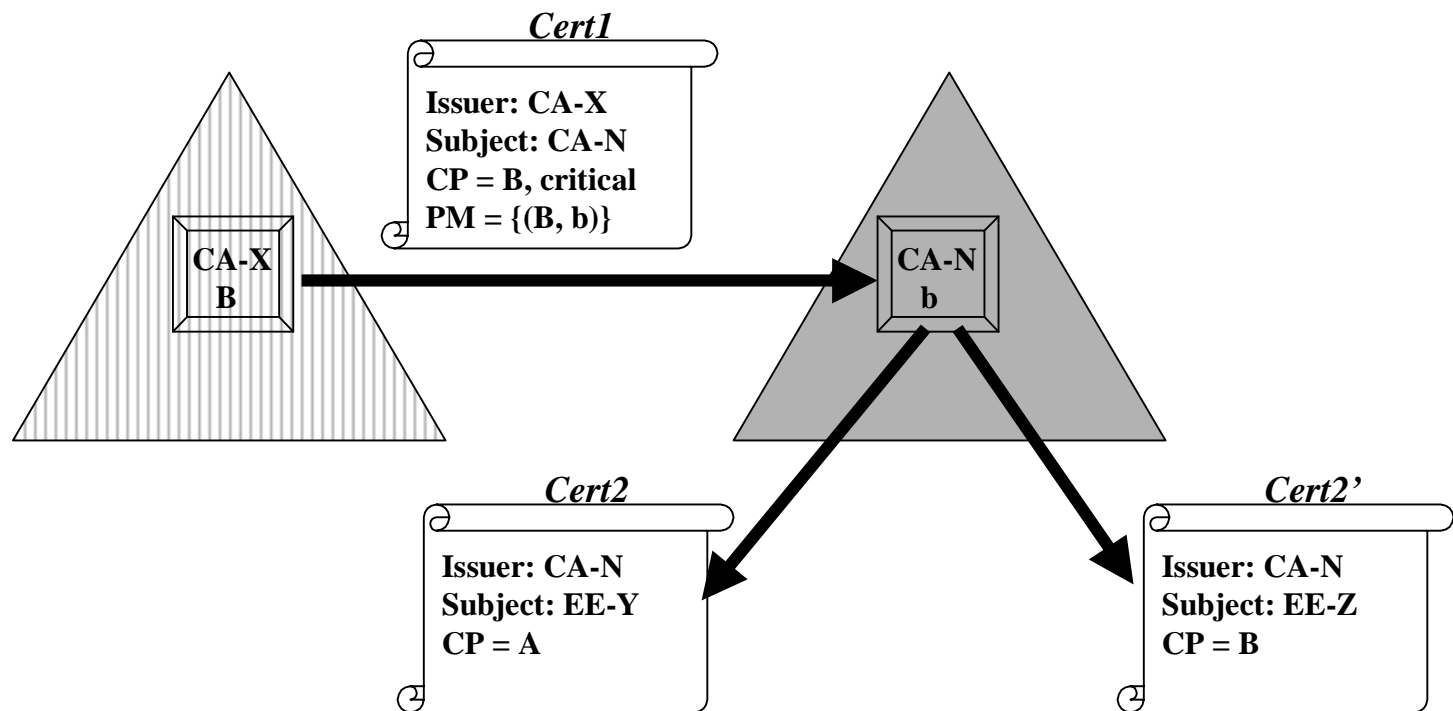 Cert1
Issuer: CA-X
Subject: CA-N
CP = B, critical
PM = {(B, b)}
CA-X
B
CA-N
b
Cert2
Issuer: CA-N
Subject: EE-Y
CP = A
Cert2’
Issuer: CA-N
Subject: EE-Z
CP = B